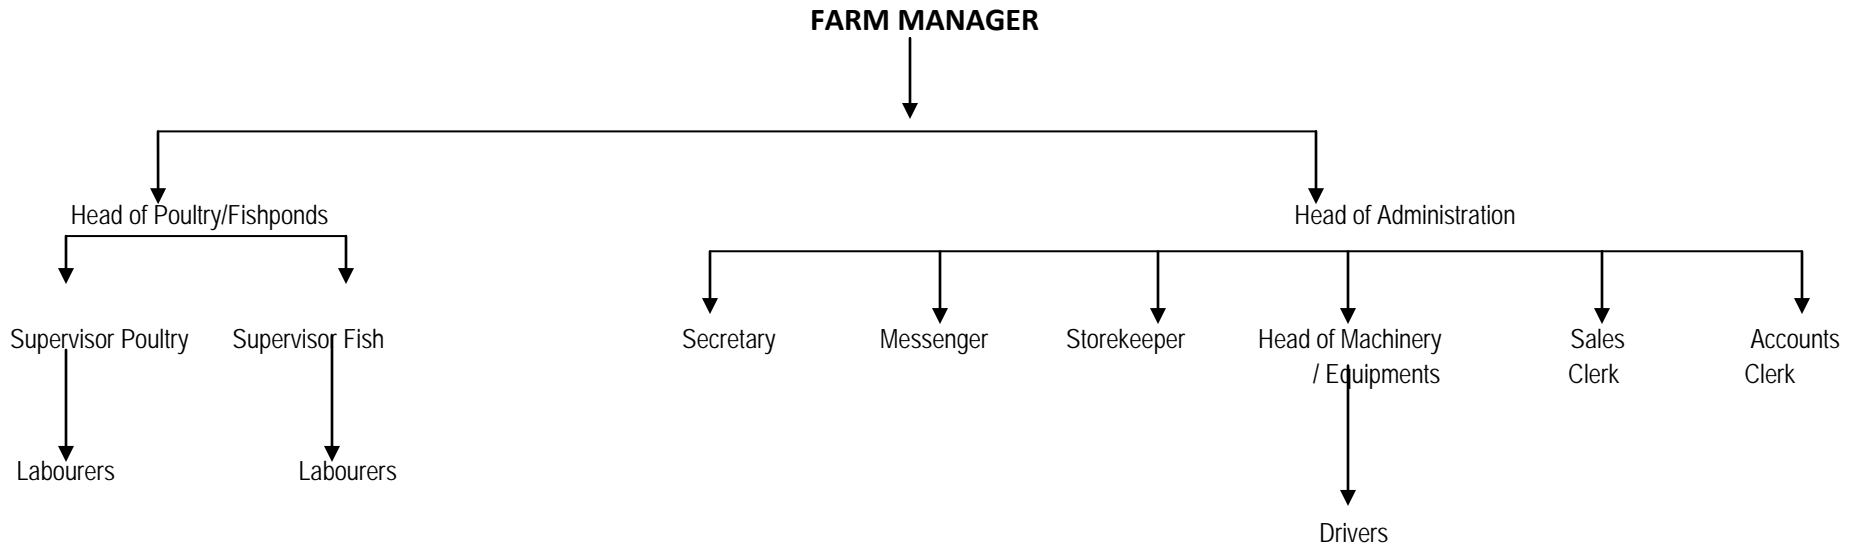 FARM MANAGER
Head of Poultry/Fishponds
Head of Administration
Supervisor Poultry
Supervisor Fish
Secretary
Messenger
Storekeeper
Head of Machinery
/ Equipments
Sales
Clerk
Accounts
Clerk
Labourers
Labourers
Drivers